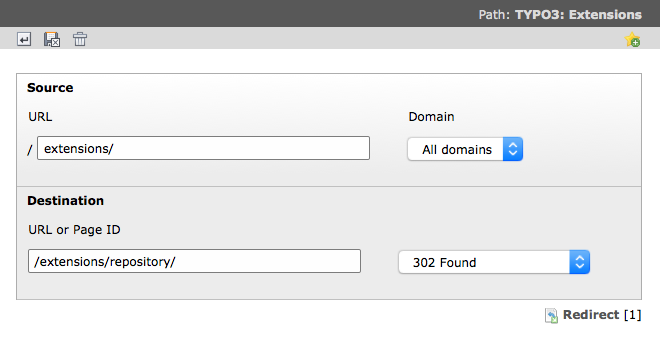 Path: TYPO3: Extensions
Source
URL Domain
/ extensions/ All domains
Destination
URL or Page ID
/extensions/repository/ 302 Found
Redirect [1]